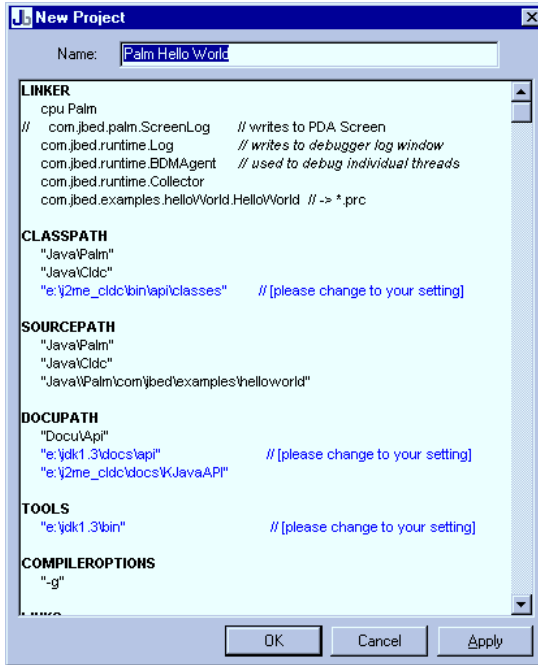 Jb New Project
Name: Palm Hello World
LINKER
cpu Palm
// com.jbed.palm.ScreenLog // writes to PDA Screen
com.jbed.runtime.Log // writes to debugger log window
com.jbed.runtime.BDMAgent // used to debug individual threads
com.jbed.runtime.Collector
com.jbed.examples.helloWorld.HelloWorld // -> *.prc
CLASSPATH
"Java\Palm"
"Java\Cldc"
"e:\j2me_cldc\bin\api\classes" // [please change to your setting]
SOURCEPATH
"Java\Palm"
"Java\Cldc"
"Java\\Palm\com\jbed\examples\helloworld"
DOCUPATH
"Docu\Api"
"e:\jdk1.3\docs\api" // [please change to your setting]
"e:\j2me_cldc\docs\KJavaAPI"
TOOLS
"e:\jdk1.3\bin" // [please change to your setting]
COMPILEROPTIONS
"-g"
OK Cancel Apply